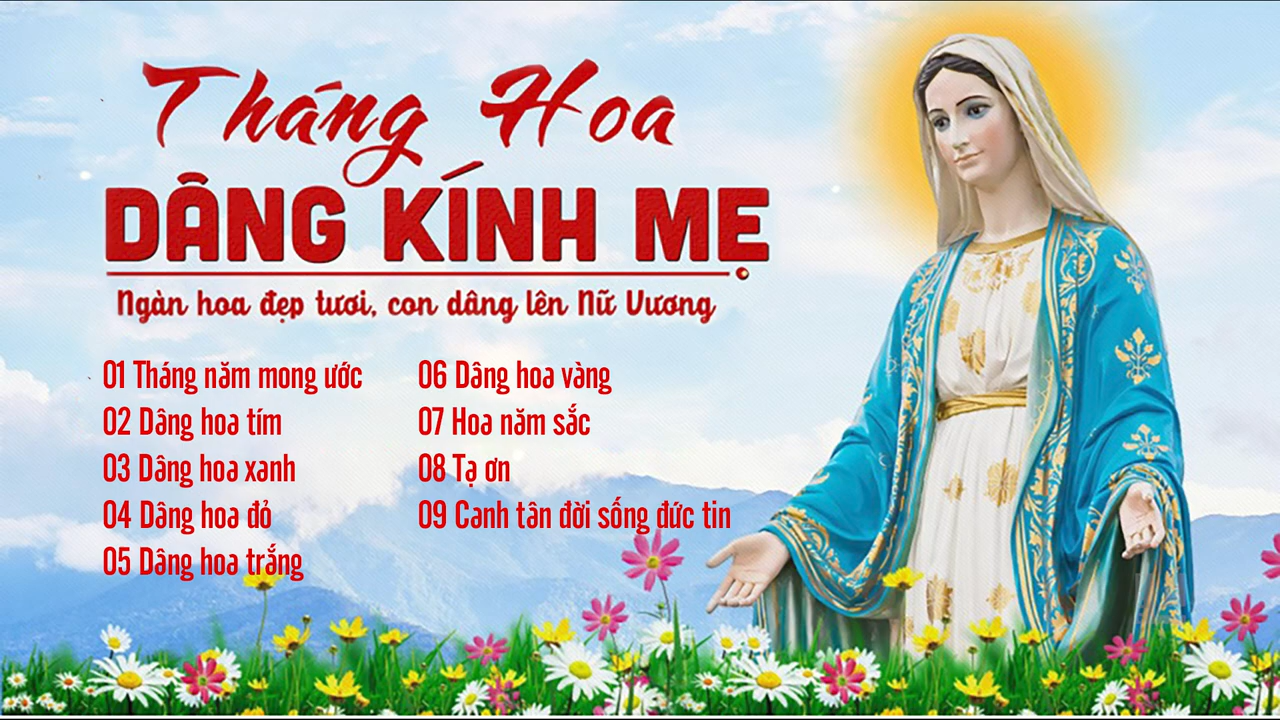 Tháng Hoa
DÂNG KÍNH MẸ
Ngàn hoa đẹp tươi, con dâng lên Nữ Vương
01 Tháng năm mong ước
02 Dâng hoa tím
03 Dâng hoa xanh
04 Dâng hoa đỏ
05 Dâng hoa trắng
06 Dâng hoa vàng
07 Hoa năm sắc
08 Tạ ơn
09 Canh tân đời sống đức tin